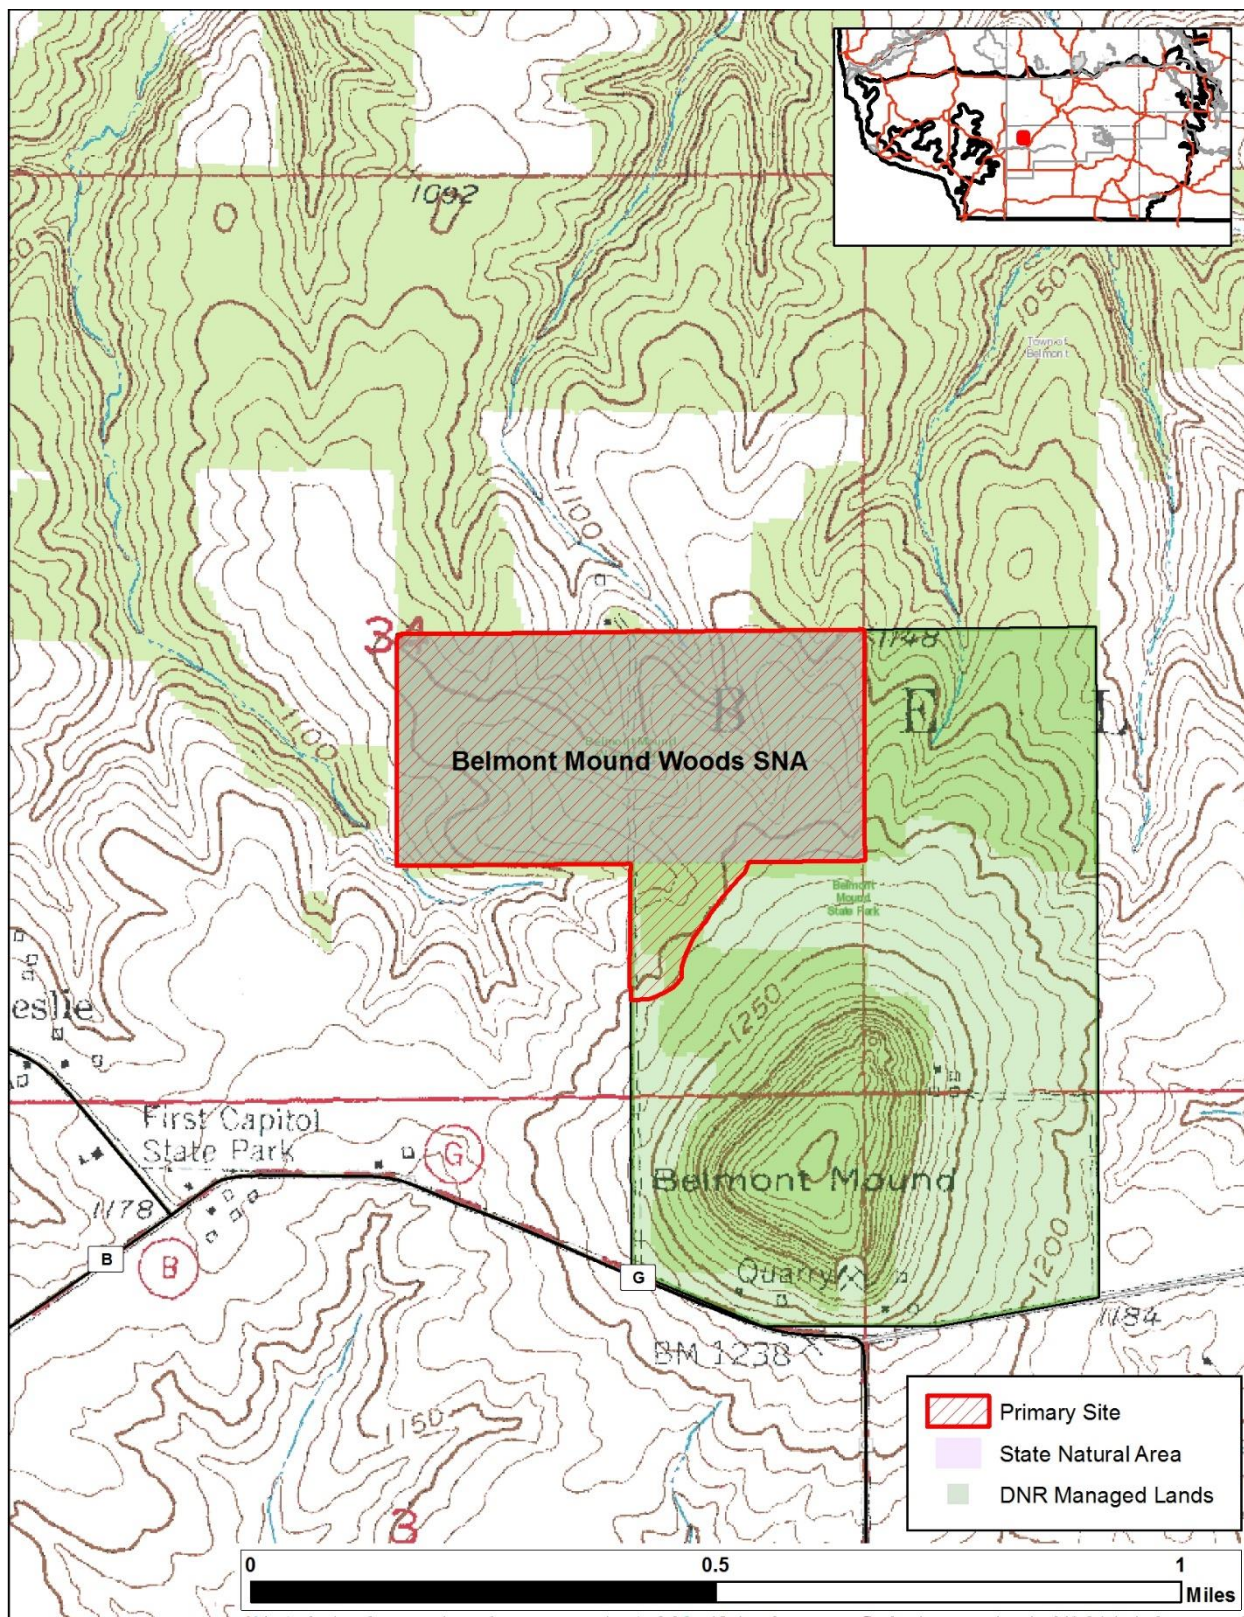 1092
1050
Town of
Belmont
1100
34
1148
B E L
Belmont Mound
Belmont Mound Woods SNA
1100
Belmont
Mound
State Park
1250
eslie
First Capitol
State Park
G
1178
Belmont Mound
B
B
G
Quarry
1200
1184
BM 1238
1150
3
Primary Site
State Natural Area
DNR Managed Lands
0 0.5 1
Miles